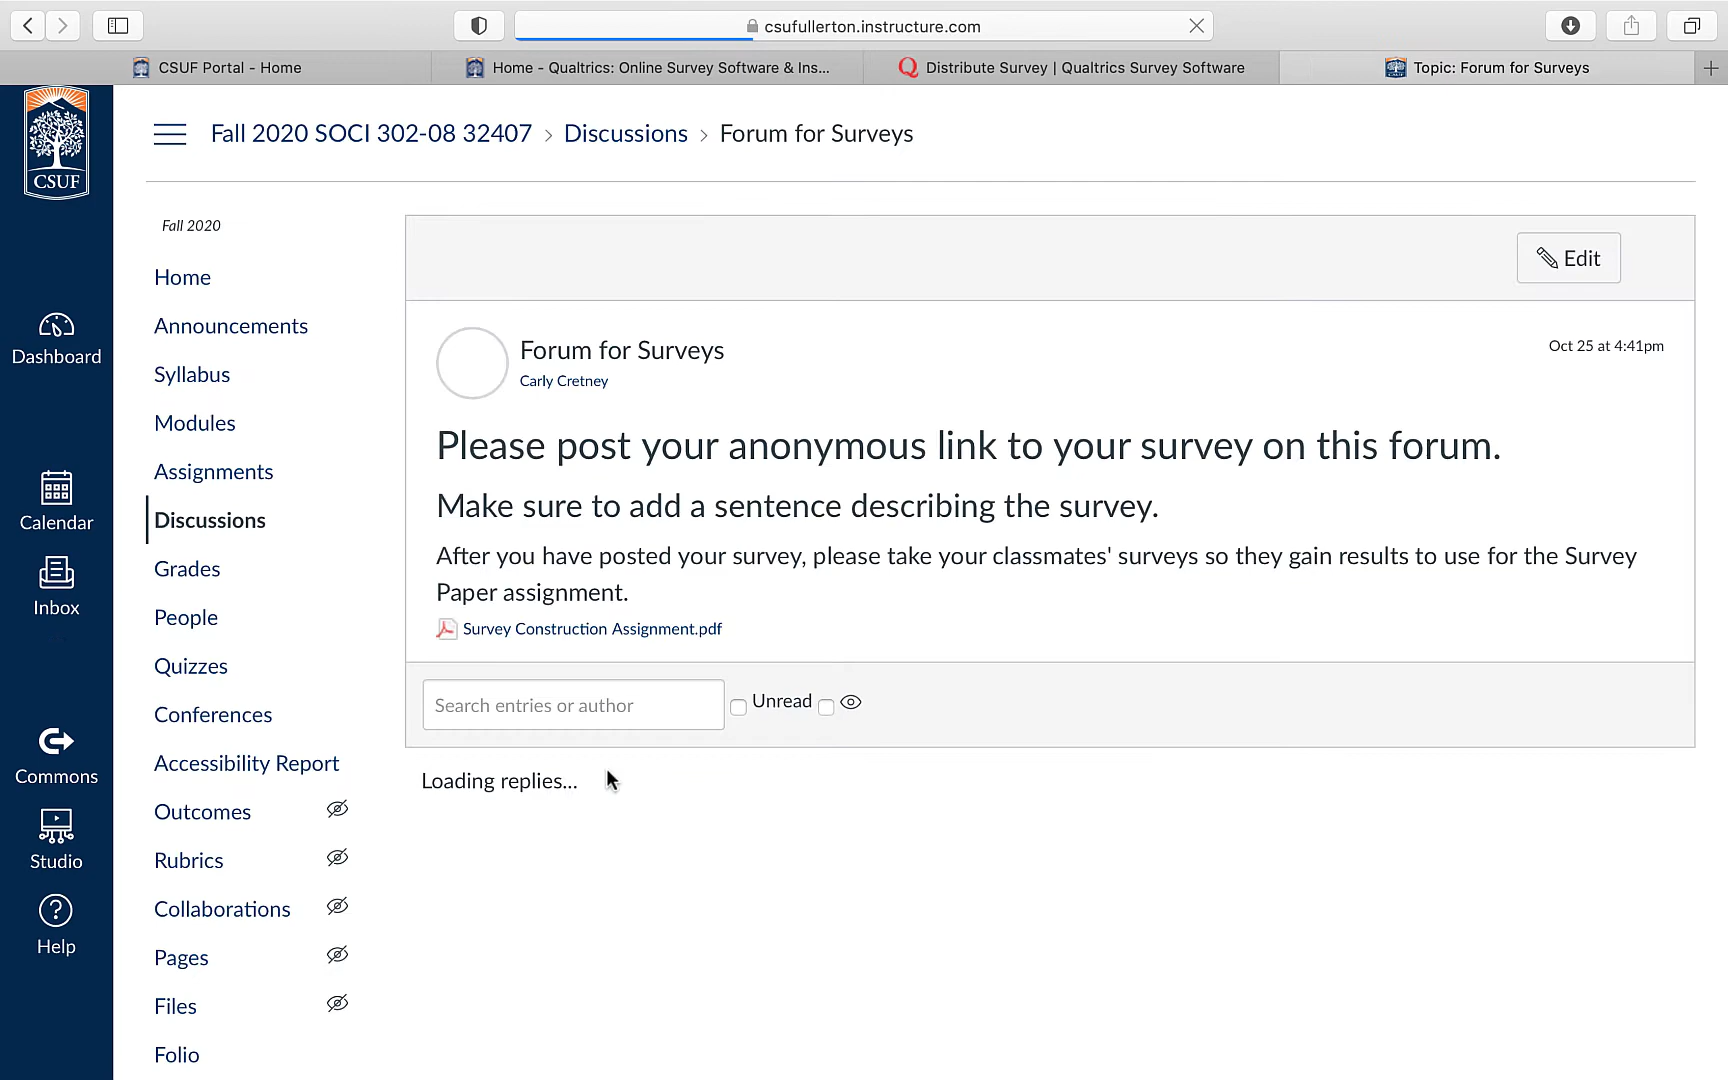 csufullerton.instructure.com
CSUF Portal - Home
Home - Qualtrics: Online Survey Software & Ins...
Distribute Survey | Qualtrics Survey Software
Topic: Forum for Surveys
CSUF
Dashboard
Calendar
Inbox
Commons
Studio
Help
Fall 2020 SOCI 302-08 32407 > Discussions > Forum for Surveys
Fall 2020
Home
Announcements
Syllabus
Modules
Assignments
Discussions
Grades
People
Quizzes
Conferences
Accessibility Report
Outcomes
Rubrics
Collaborations
Pages
Files
Folio
Edit
Forum for Surveys
Carly Cretney
Oct 25 at 4:41pm
Please post your anonymous link to your survey on this forum.
Make sure to add a sentence describing the survey.
After you have posted your survey, please take your classmates' surveys so they gain results to use for the Survey
Paper assignment.
Survey Construction Assignment.pdf
Search entries or author
Unread
Loading replies...